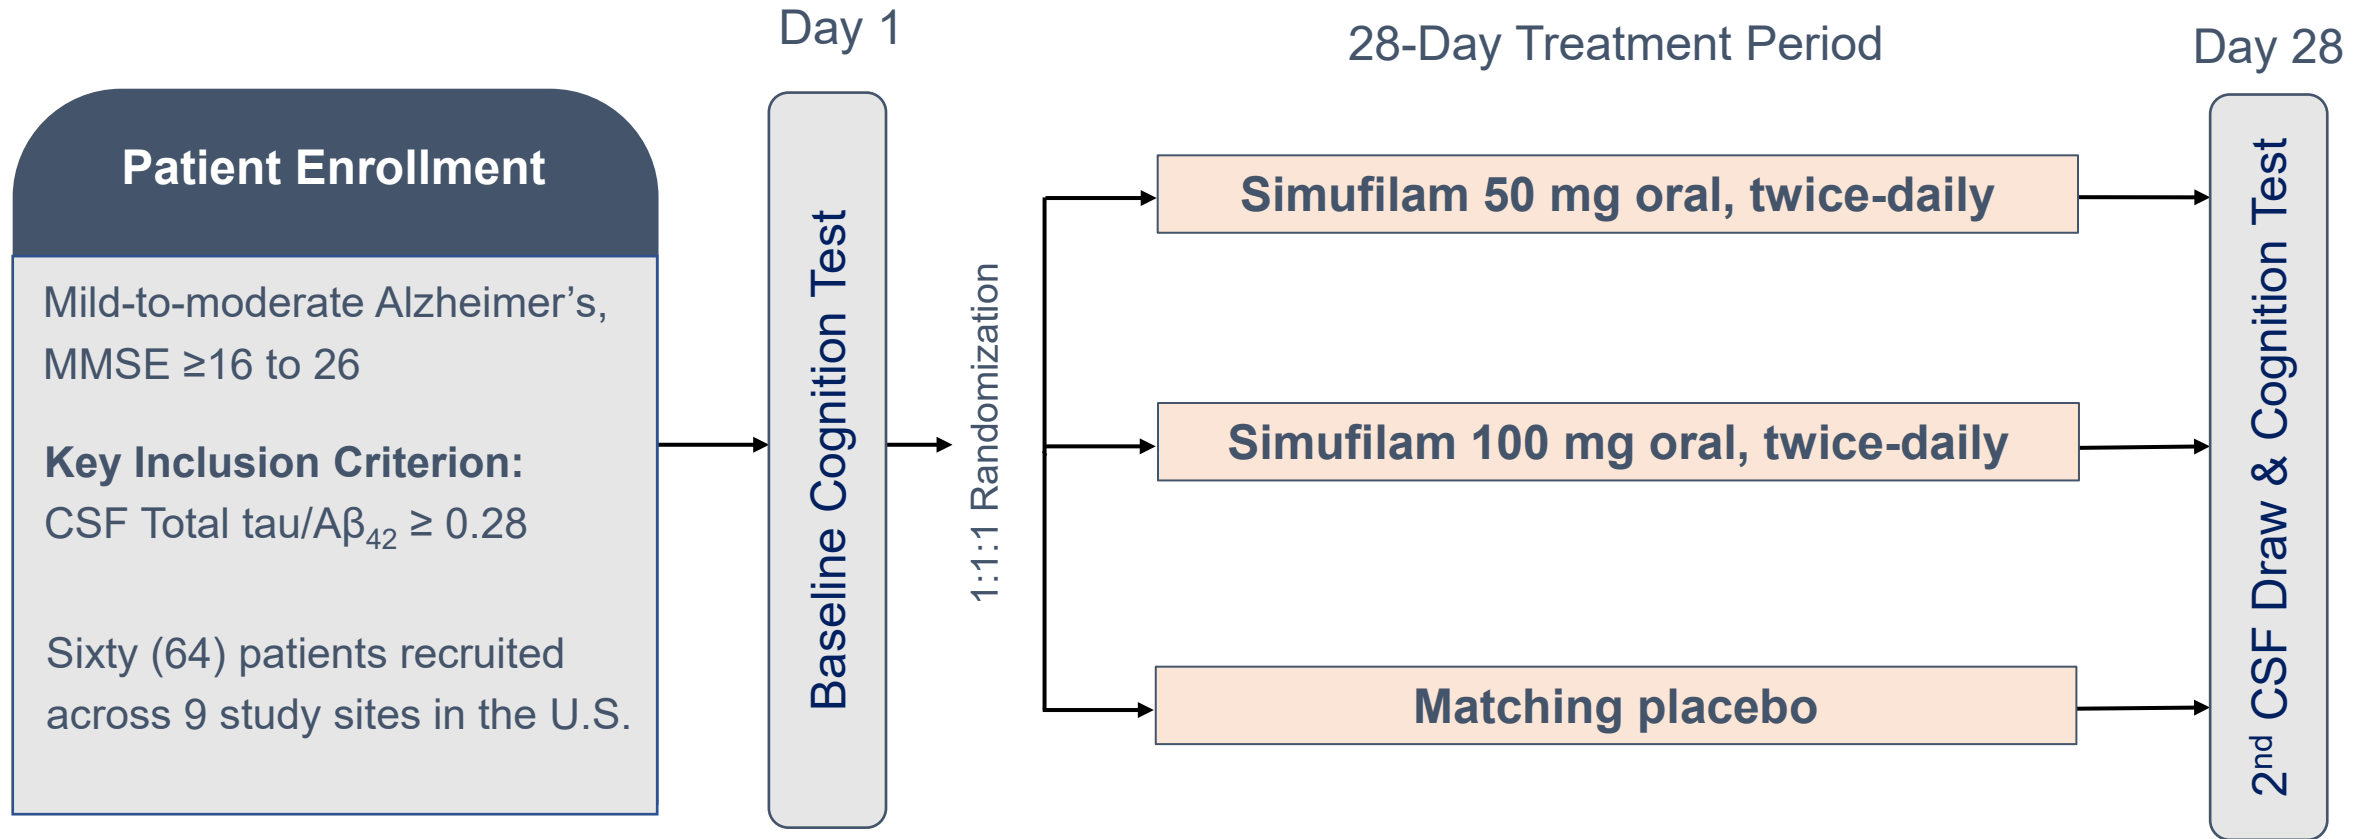 Patient Enrollment
Mild-to-moderate Alzheimer’s,
MMSE ≥16 to 26
Key Inclusion Criterion:
CSF Total tau/Aβ₄₂ ≥ 0.28
Sixty (64) patients recruited
across 9 study sites in the U.S.
Day 1
Baseline Cognition Test
1:1:1 Randomization
28-Day Treatment Period
Simufilam 50 mg oral, twice-daily
Simufilam 100 mg oral, twice-daily
Matching placebo
Day 28
2nd CSF Draw & Cognition Test